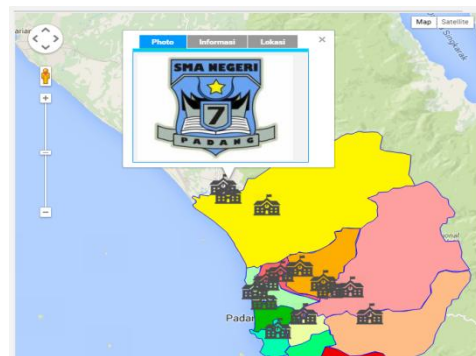 Map Satellite
Photo Informasi Lokasi
SMA NEGERI
7
PADANG
Padan